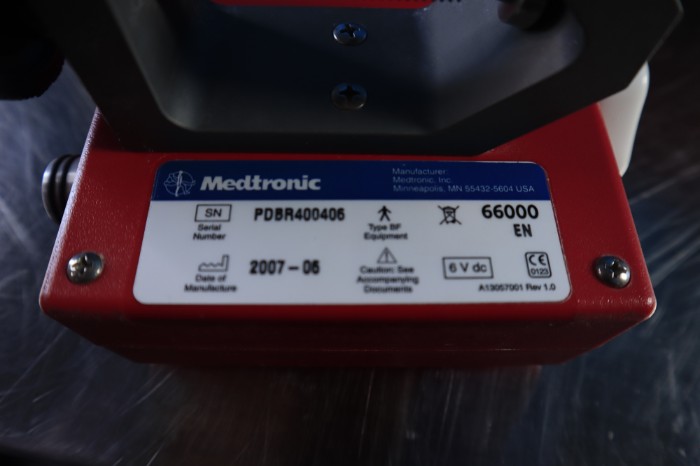 Medtronic
Manufacturer:
Medtronic, Inc.
Minneapolis, MN 55432-5604 USA
SN
Serial
Number
PDBR400406
Type BF
Equipment
66000
EN
Date of
Manufacture
2007-06
Caution: See
Accompanying
Documents
6 V dc
CE
0123
A13057001 Rev 1.0